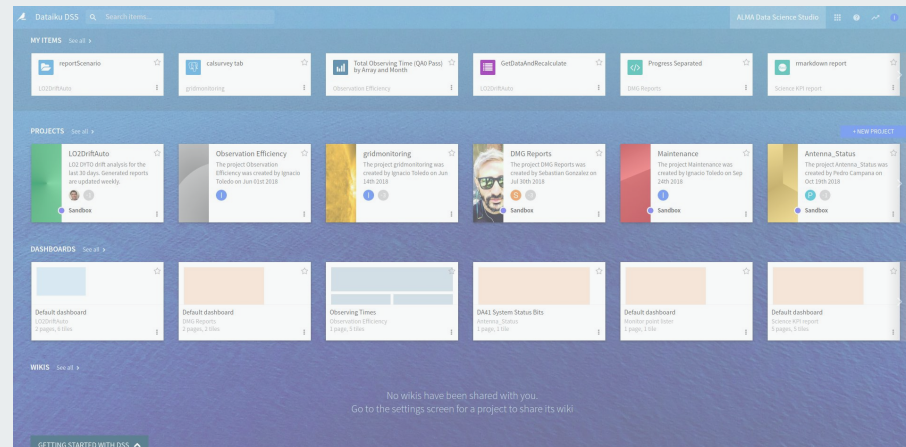 Dataiku DSS
Search items...
ALMA Data Science Studio
MY ITEMS See all >
reportScenario
LO2DriftAuto
calsurvey tab
gridmonitoring
Total Observing Time (QA0 Pass)
by Array and Month
Observation Efficiency
GetDataAndRecalculate
LO2DriftAuto
Progress Separated
DMG Reports
rmarkdown report
Science KPI report
PROJECTS See all >
+ NEW PROJECT
LO2DriftAuto
LO2 DYTO drift analysis for the
last 30 days. Generated reports
are updated weekly.
Sandbox
Observation Efficiency
The project Observation
Efficiency was created by Ignacio
Toledo on Jun 01st 2018
I
gridmonitoring
The project gridmonitoring was
created by Ignacio Toledo on Jun
14th 2018
I
DMG Reports
The project DMG Reports was
created by Sebastian Gonzalez on
Jul 30th 2018
S
Sandbox
Maintenance
The project Maintenance was
created by Ignacio Toledo on Sep
24th 2018
I
Sandbox
Antenna_Status
The project Antenna_Status was
created by Pedro Campana on
Oct 19th 2018
P
Sandbox
DASHBOARDS See all >
Default dashboard
LO2DriftAuto
2 pages, 6 tiles
Default dashboard
DMG Reports
2 pages, 2 tiles
Observing Times
Observation Efficiency
1 page, 5 tiles
DA41 System Status Bits
Antenna_Status
1 page, 1 tile
Default dashboard
Monitor point lister
1 page, 1 tile
Default dashboard
Science KPI report
5 pages, 5 tiles
WIKIS See all >
No wikis have been shared with you.
Go to the settings screen for a project to share its wiki
GETTING STARTED WITH DSS